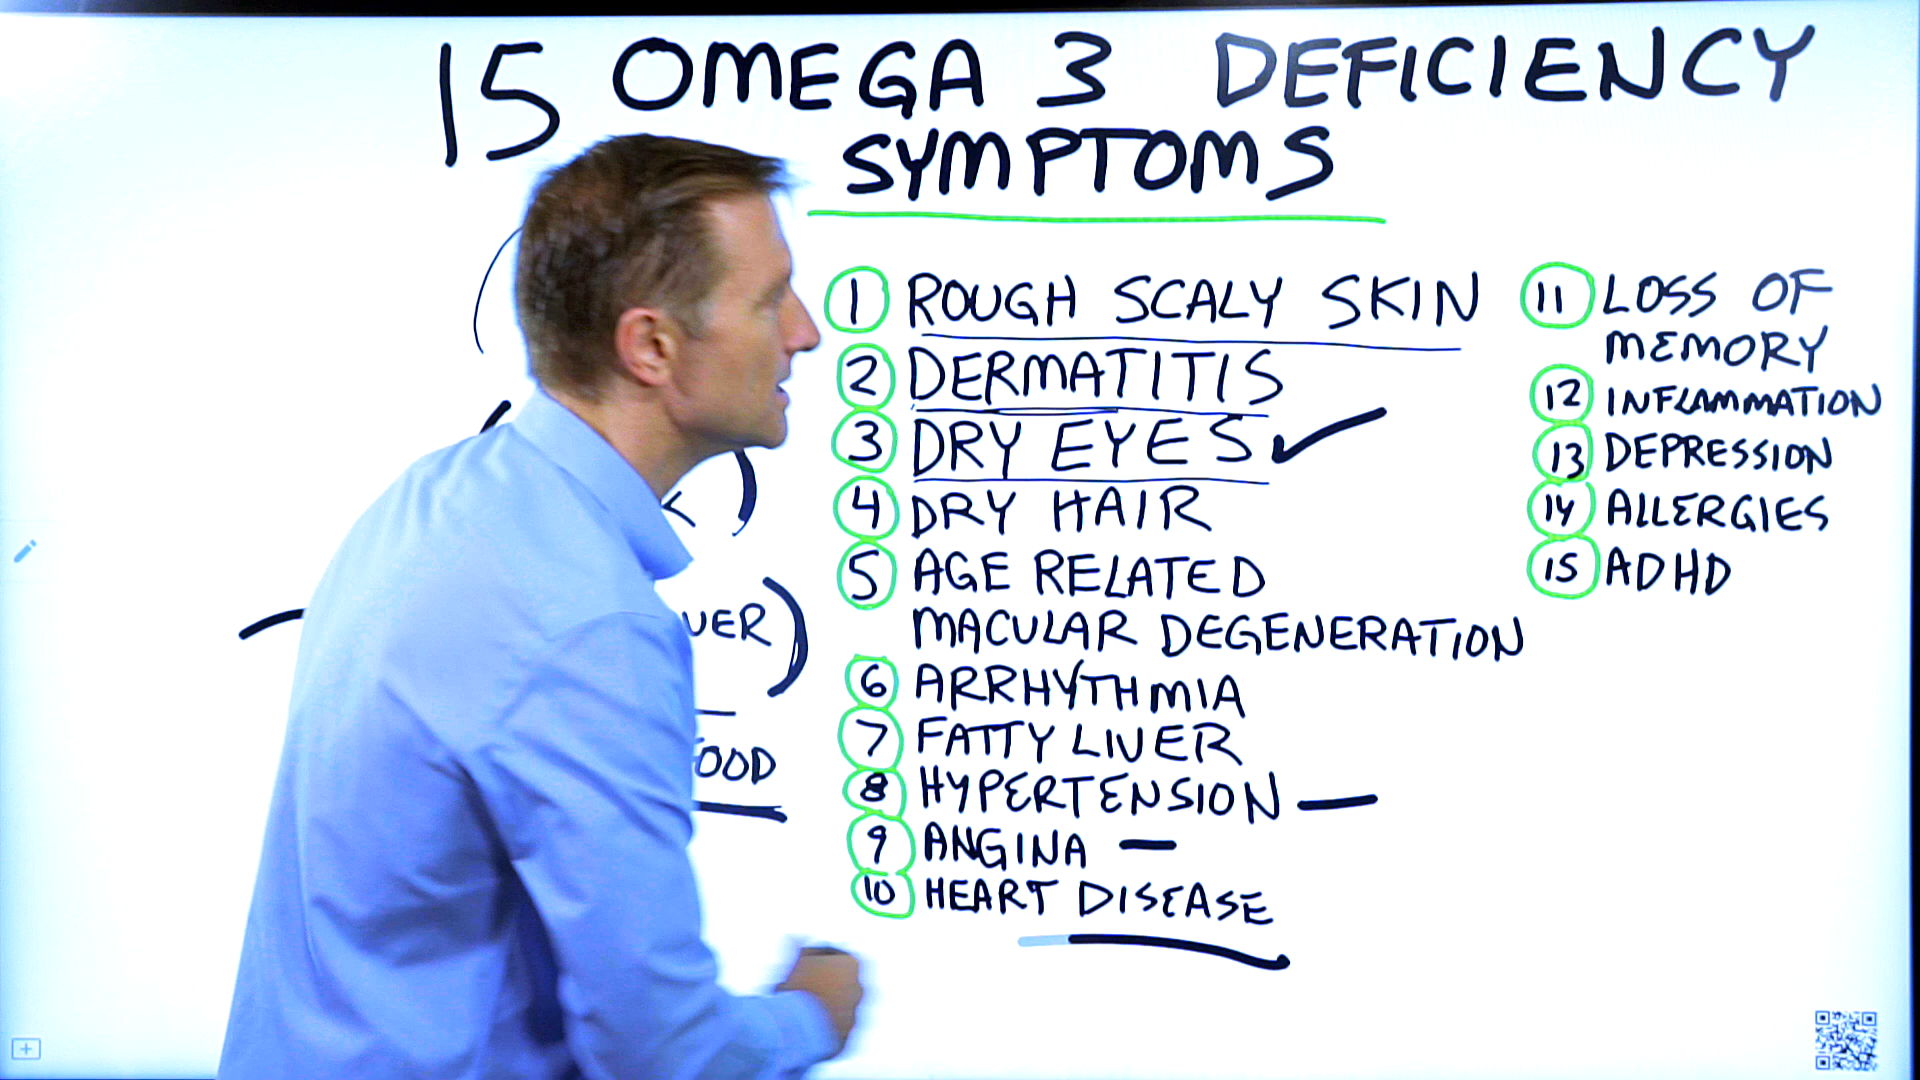 15 OMEGA 3 DEFICIENCY
SYMPTOMS
1 ROUGH SCALY SKIN
2 DERMATITIS
3 DRY EYES
4 DRY HAIR
5 AGE RELATED
MACULAR DEGENERATION
6 ARRHYTHMIA
7 FATTY LIVER
8 HYPERTENSION
9 ANGINA
10 HEART DISEASE
11 LOSS OF
MEMORY
12 INFLAMMATION
13 DEPRESSION
14 ALLERGIES
15 ADHD